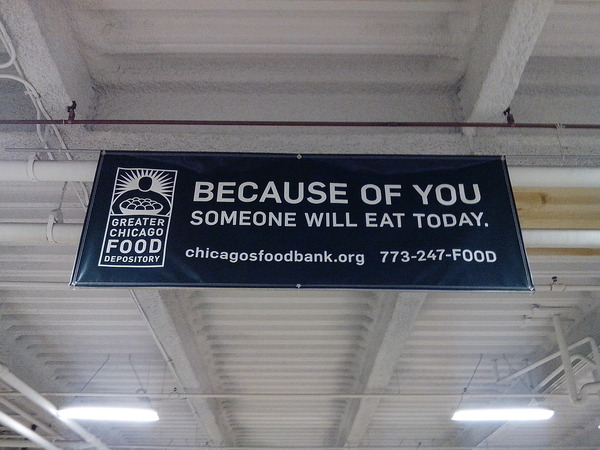 GREATER
CHICAGO
FOOD
DEPOSITORY
BECAUSE OF YOU
SOMEONE WILL EAT TODAY.
chicagosfoodbank.org 773-247-FOOD